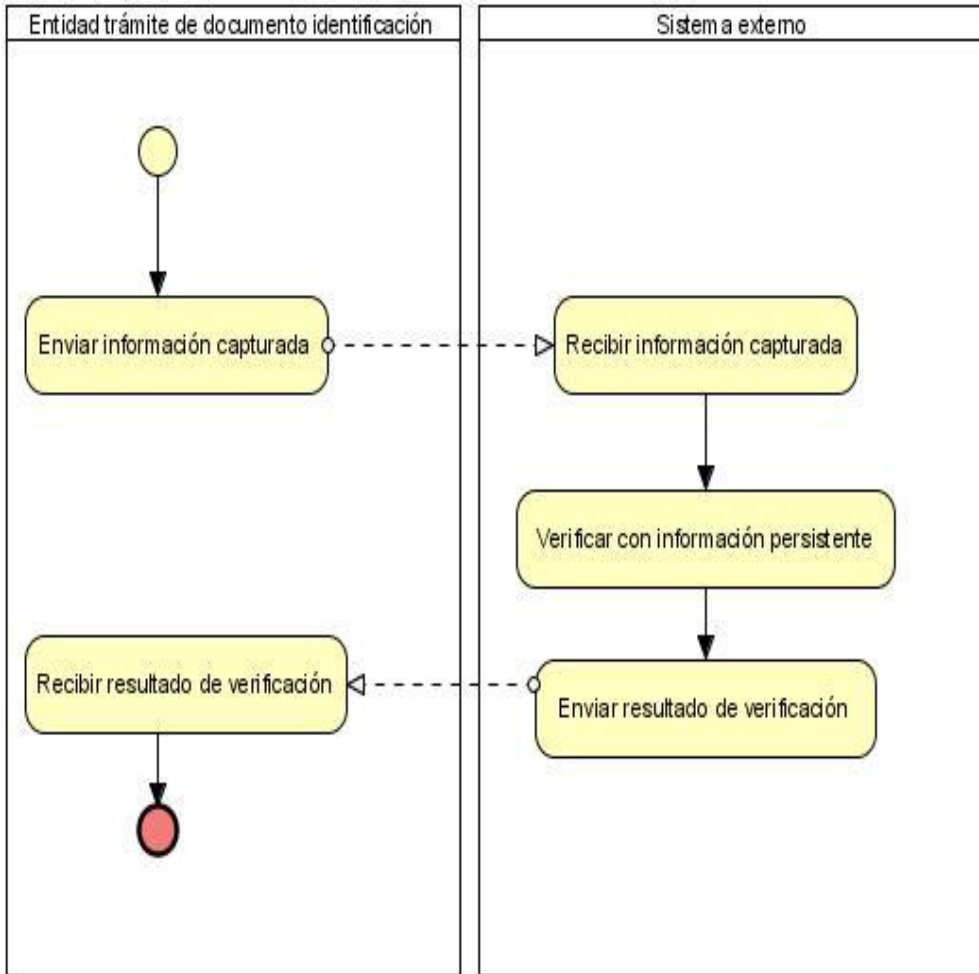 Entidad trámite de documento identificación
Sistema externo
Enviar información capturada
Recibir información capturada
Verificar con información persistente
Recibir resultado de verificación
Enviar resultado de verificación